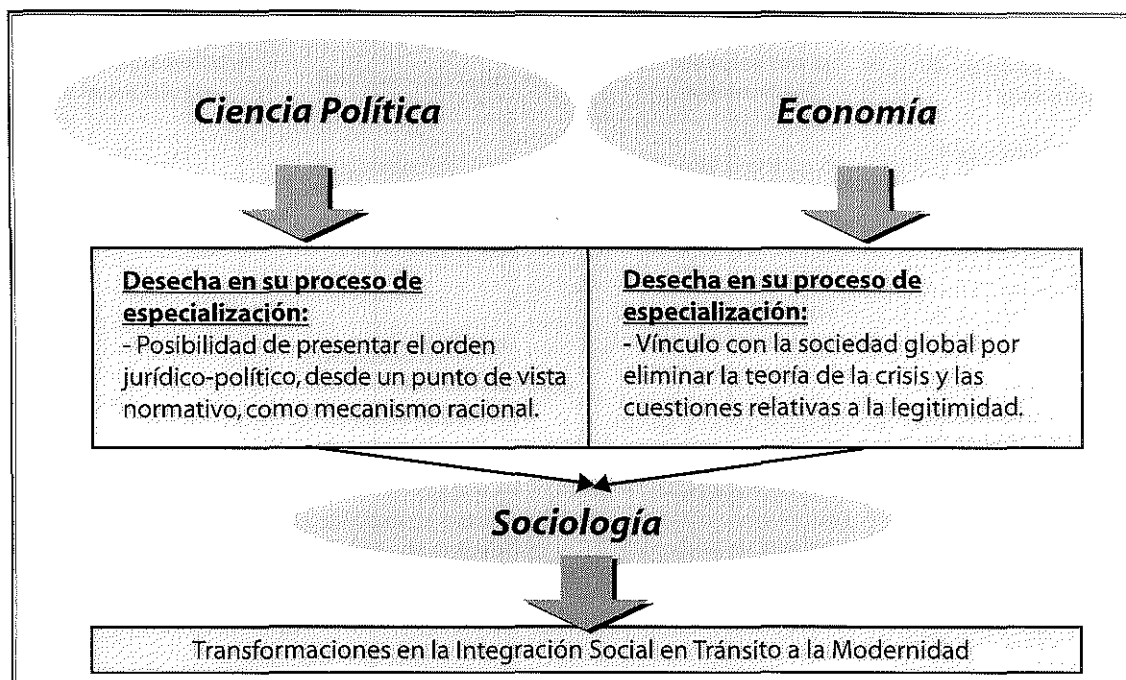 Ciencia Política
Economía
Desecha en su proceso de
especialización:
- Posibilidad de presentar el orden
jurídico-político, desde un punto de vista
normativo, como mecanismo racional.
Desecha en su proceso de
especialización:
- Vínculo con la sociedad global por
eliminar la teoría de la crisis y las
cuestiones relativas a la legitimidad.
Sociología
Transformaciones en la Integración Social en Tránsito a la Modernidad